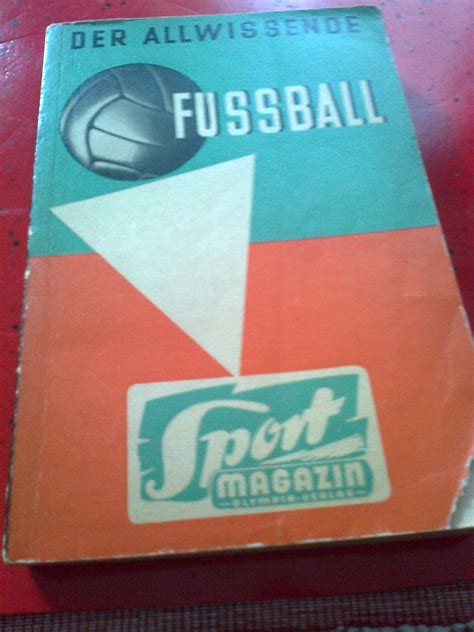 DER ALLWISSENDE
FUSSBALL
Sport
MAGAZIN
-OLYMPIA-VERLAG-